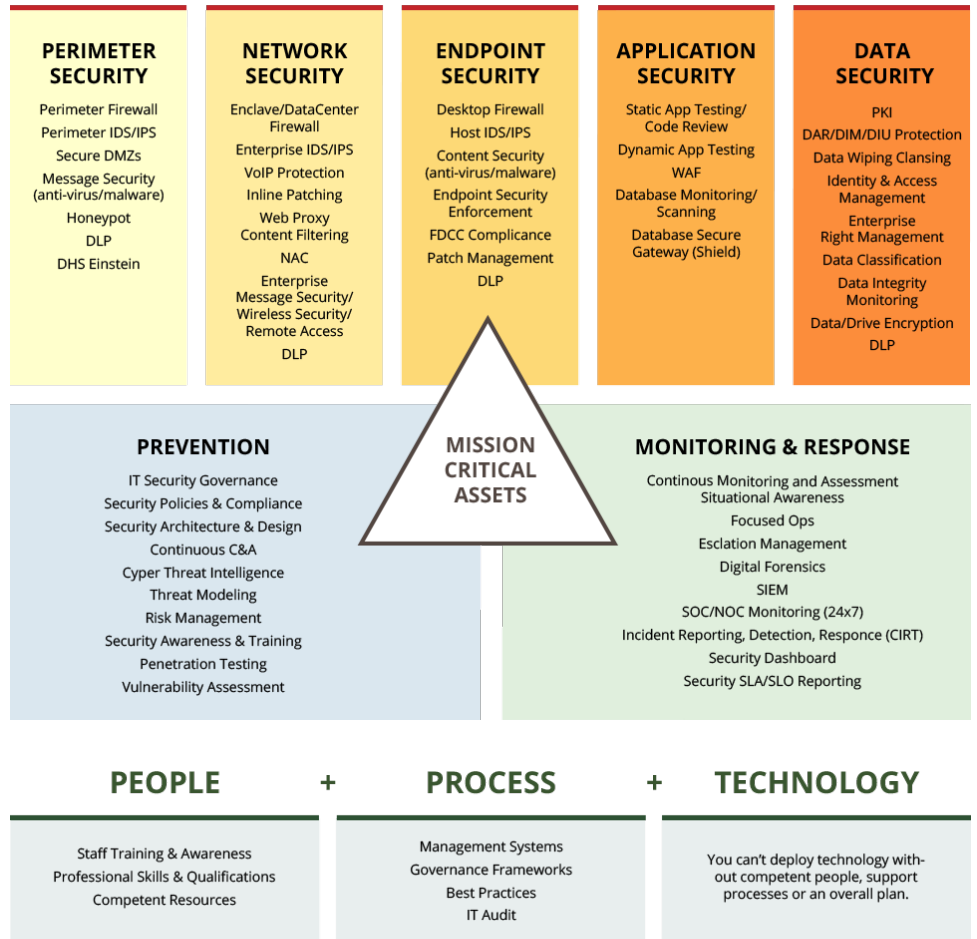 PERIMETER
SECURITY
Perimeter Firewall
Perimeter IDS/IPS
Secure DMZs
Message Security
(anti-virus/malware)
Honeypot
DLP
DHS Einstein
NETWORK
SECURITY
Enclave/DataCenter
Firewall
Enterprise IDS/IPS
VoIP Protection
Inline Patching
Web Proxy
Content Filtering
NAC
Enterprise
Message Security/
Wireless Security/
Remote Access
DLP
ENDPOINT
SECURITY
Desktop Firewall
Host IDS/IPS
Content Security
(anti-virus/malware)
Endpoint Security
Enforcement
FDCC Complicance
Patch Management
DLP
APPLICATION
SECURITY
Static App Testing/
Code Review
Dynamic App Testing
WAF
Database Monitoring/
Scanning
Database Secure
Gateway (Shield)
DATA
SECURITY
PKI
DAR/DIM/DIU Protection
Data Wiping Clansing
Identity & Access
Management
Enterprise
Right Management
Data Classification
Data Integrity
Monitoring
Data/Drive Encryption
DLP
MISSION
CRITICAL
ASSETS
PREVENTION
IT Security Governance
Security Policies & Compliance
Security Architecture & Design
Continuous C&A
Cyper Threat Intelligence
Threat Modeling
Risk Management
Security Awareness & Training
Penetration Testing
Vulnerability Assessment
MONITORING & RESPONSE
Continous Monitoring and Assessment
Situational Awareness
Focused Ops
Esclation Management
Digital Forensics
SIEM
SOC/NOC Monitoring (24x7)
Incident Reporting, Detection, Responce (CIRT)
Security Dashboard
Security SLA/SLO Reporting
PEOPLE + PROCESS + TECHNOLOGY
Staff Training & Awareness
Professional Skills & Qualifications
Competent Resources
Management Systems
Governance Frameworks
Best Practices
IT Audit
You can’t deploy technology with-
out competent people, support
processes or an overall plan.